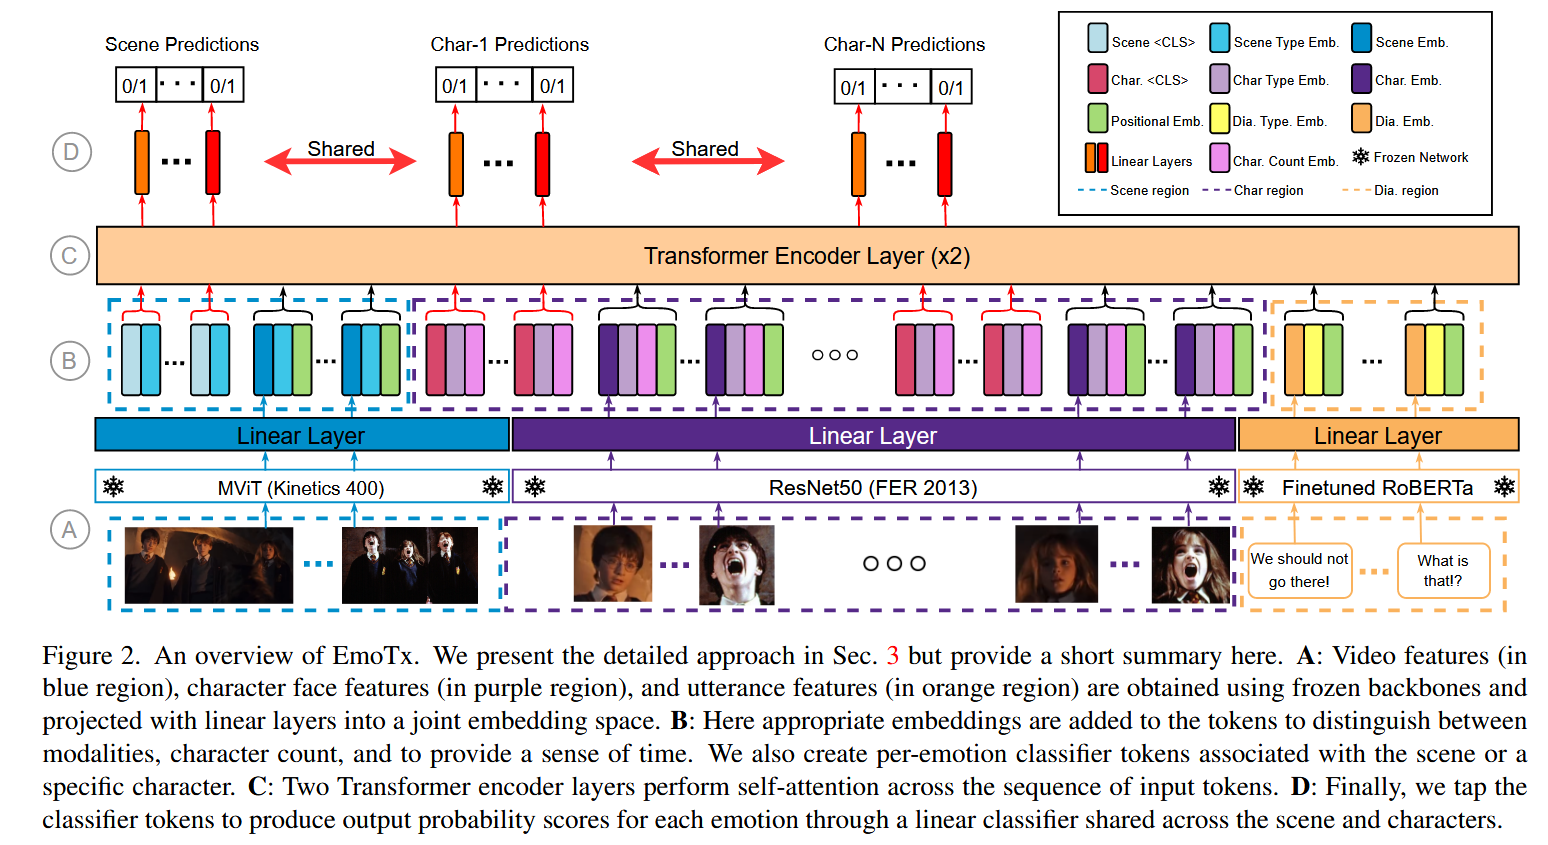 Scene Predictions
Char-1 Predictions
Char-N Predictions
0/1 ··· 0/1
0/1 ··· 0/1
0/1 ··· 0/1
Scene <CLS>
Scene Type Emb.
Scene Emb.
Char. <CLS>
Char Type Emb.
Char. Emb.
Positional Emb.
Dia. Type. Emb.
Dia. Emb.
Linear Layers
Char. Count Emb.
Frozen Network
Scene region
Char region
Dia. region
D
Shared
Shared
C
Transformer Encoder Layer (x2)
B
Linear Layer
Linear Layer
Linear Layer
MViT (Kinetics 400)
ResNet50 (FER 2013)
Finetuned RoBERTa
A
We should not
go there!
What is
that!?
Figure 2. An overview of EmoTx. We present the detailed approach in Sec. 3 but provide a short summary here. A: Video features (in
blue region), character face features (in purple region), and utterance features (in orange region) are obtained using frozen backbones and
projected with linear layers into a joint embedding space. B: Here appropriate embeddings are added to the tokens to distinguish between
modalities, character count, and to provide a sense of time. We also create per-emotion classifier tokens associated with the scene or a
specific character. C: Two Transformer encoder layers perform self-attention across the sequence of input tokens. D: Finally, we tap the
classifier tokens to produce output probability scores for each emotion through a linear classifier shared across the scene and characters.